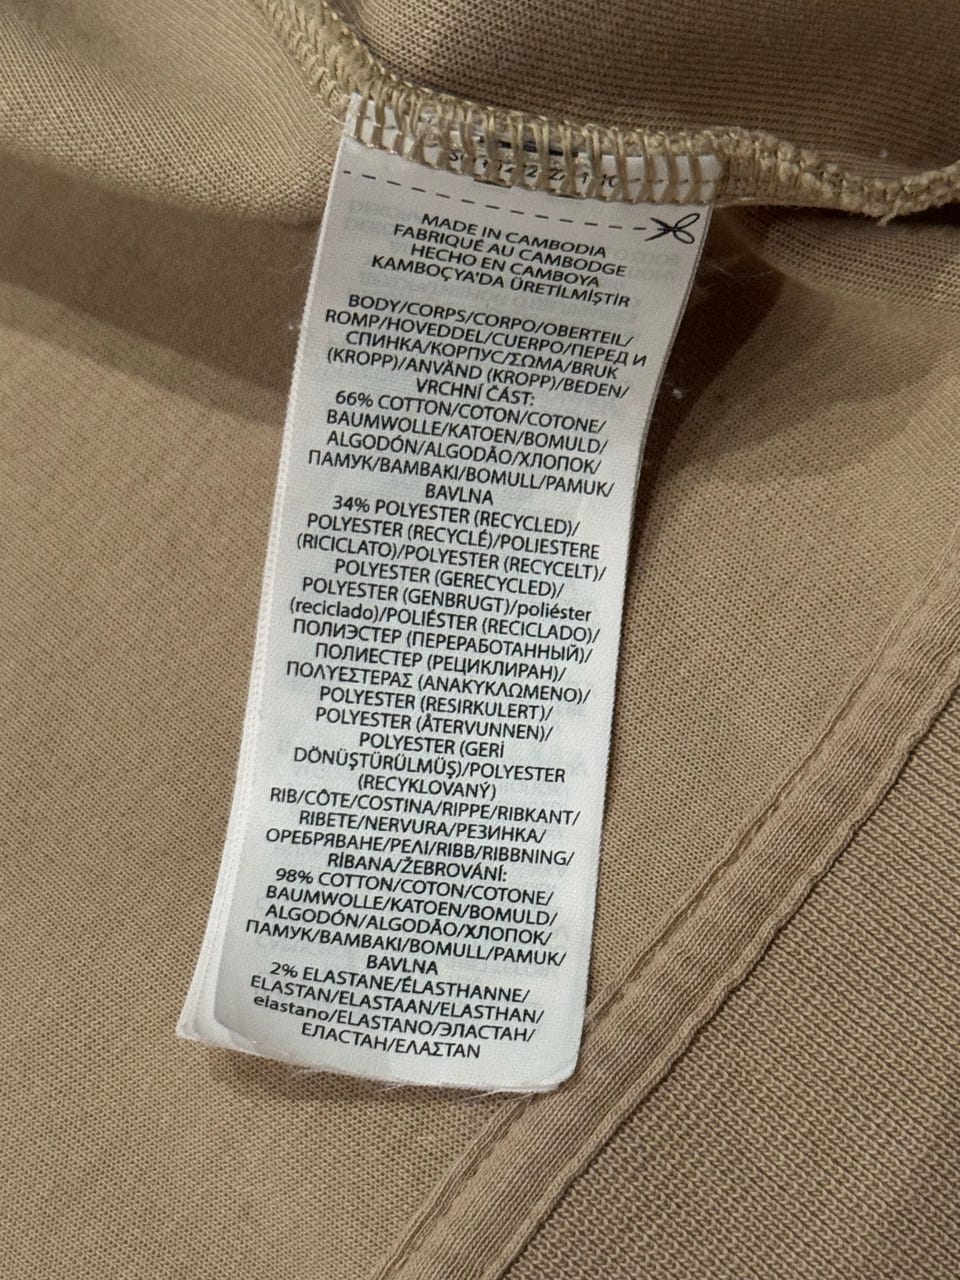 MADE IN CAMBODIA
FABRIQUÉ AU CAMBODGE
HECHO EN CAMBOYA
KAMBOÇYA'DA ÜRETİLMİŞTİR
BODY/CORPS/CORPO/OBERTEIL/
ROMP/HOVEDDEL/CUERPO/ПЕРЕД И
СПИНКА/КОРПУС/ΣΩΜΑ/BRUK
(KROPP)/ANVÄND (KROPP)/BEDEN/
VRCHNÍ ČÁST:
66% COTTON/COTON/COTONE/
BAUMWOLLE/KATOEN/BOMULD/
ALGODÓN/ALGODÃO/ХЛОПОК/
ПАМУК/BAMBAKI/BOMULL/PAMUK/
BAVLNA
34% POLYESTER (RECYCLED)/
POLYESTER (RECYCLÉ)/POLIESTERE
(RICICLATO)/POLYESTER (RECYCELT)/
POLYESTER (GERECYCLED)/
POLYESTER (GENBRUGT)/poliéster
(reciclado)/POLIÉSTER (RECICLADO)/
ПОЛИЭСТЕР (ПЕРЕРАБОТАННЫЙ)/
ПОЛИЕСТЕР (РЕЦИКЛИРАН)/
ΠΟΛΥΕΣΤΕΡΑΣ (ΑΝΑΚΥΚΛΩΜΕΝΟ)/
POLYESTER (RESIRKULERT)/
POLYESTER (ÅTERVUNNEN)/
POLYESTER (GERİ
DÖNÜŞTÜRÜLMÜŞ)/POLYESTER
(RECYKLOVANÝ)
RIB/CÔTE/COSTINA/RIPPE/RIBKANT/
RIBETE/NERVURA/РЕЗИНКА/
ОРЕБРЯВАНЕ/ΡΕΛΙ/RIBB/RIBBNING/
RİBANA/ŽEBROVÁNÍ:
98% COTTON/COTON/COTONE/
BAUMWOLLE/KATOEN/BOMULD/
ALGODÓN/ALGODÃO/ХЛОПОК/
ПАМУК/BAMBAKI/BOMULL/PAMUK/
BAVLNA
2% ELASTANE/ÉLASTHANNE/
ELASTAN/ELASTAAN/ELASTHAN/
elastano/ELASTANO/ЭЛАСТАН/
ЕЛАСТАН/ΕΛΑΣΤΑΝ